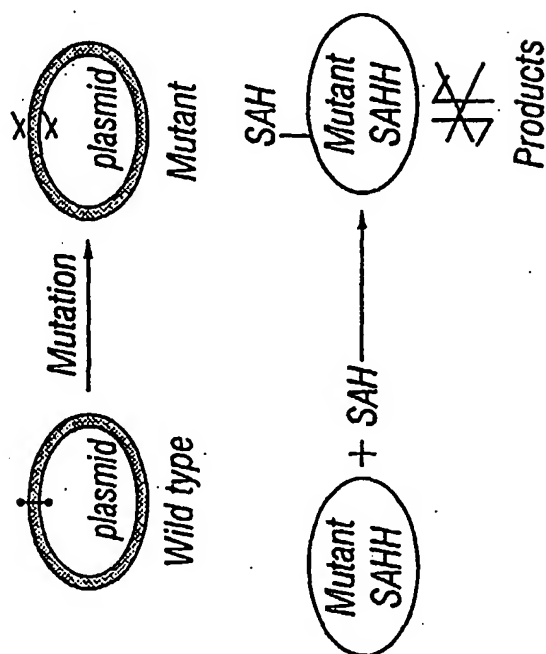 Mutation
plasmid
plasmid
Wild type
Mutant
SAH
Mutant
SAHH
+ SAH
Mutant
SAHH
Products